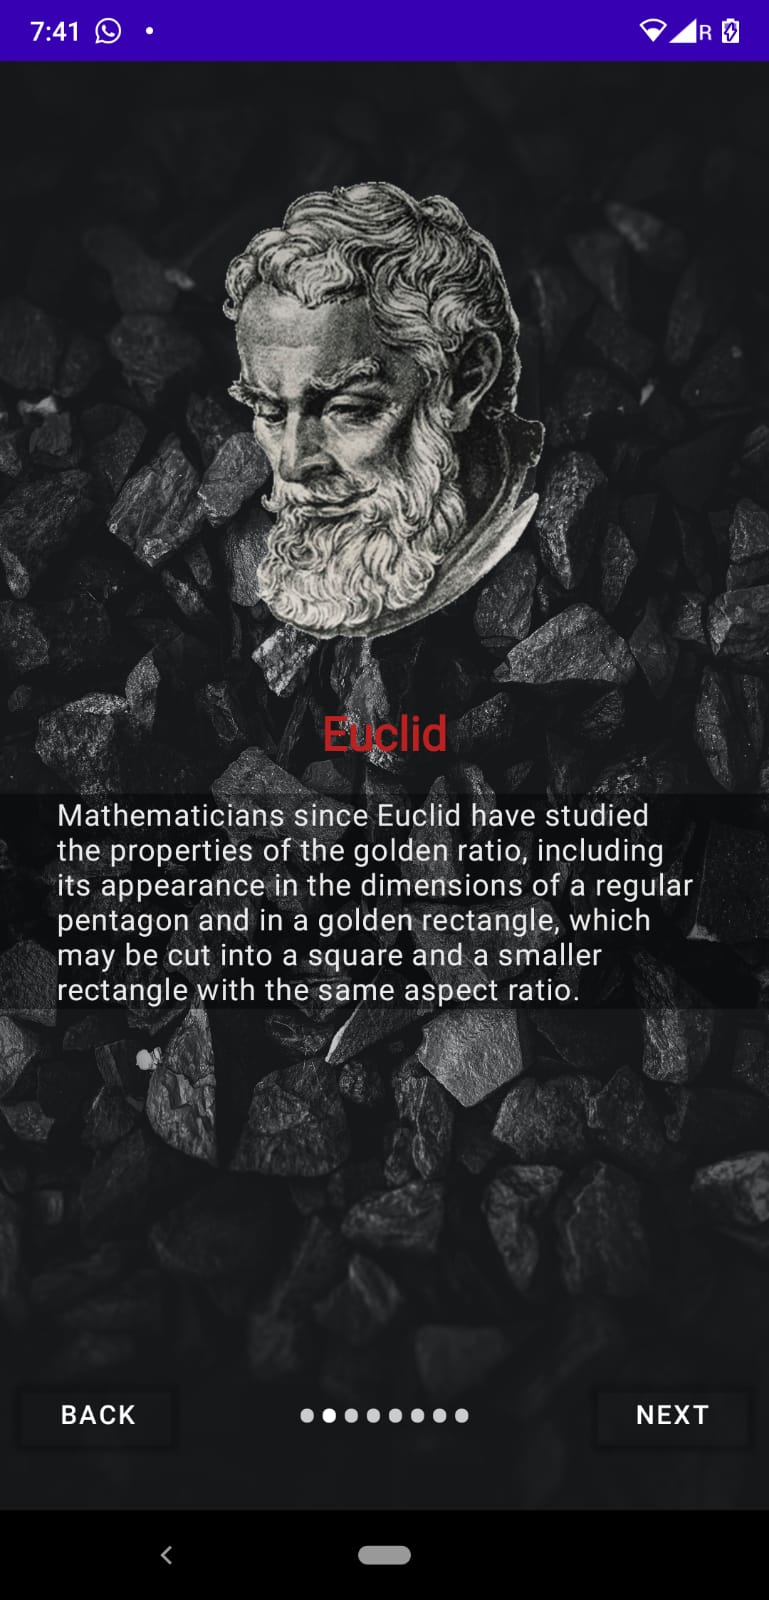 7:41
R
Euclid
Mathematicians since Euclid have studied
the properties of the golden ratio, including
its appearance in the dimensions of a regular
pentagon and in a golden rectangle, which
may be cut into a square and a smaller
rectangle with the same aspect ratio.
BACK
NEXT